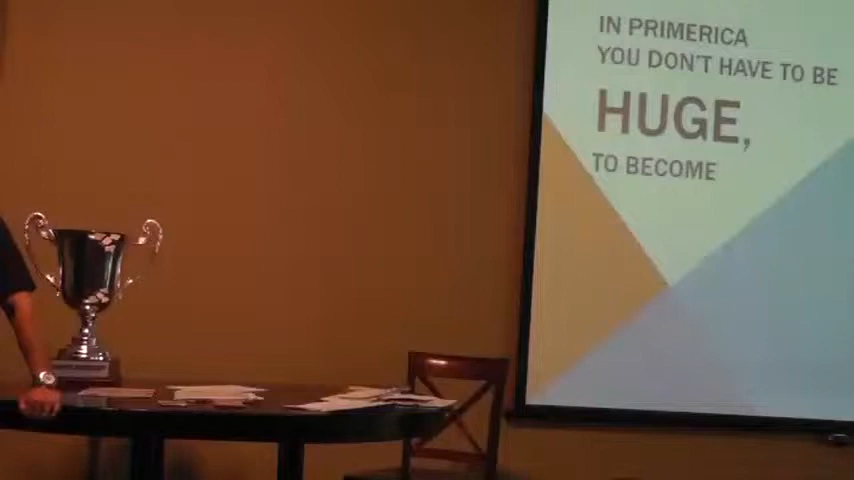 IN PRIMERICA
YOU DON'T HAVE TO BE
HUGE,
TO BECOME